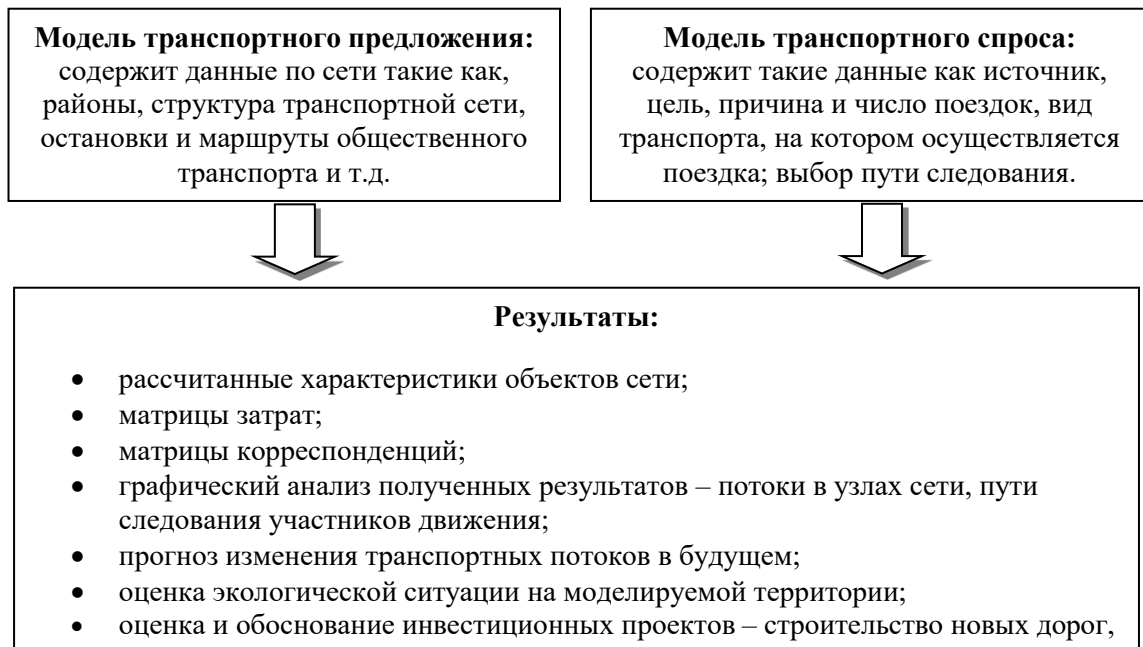 Модель транспортного предложения:
содержит данные по сети такие как,
районы, структура транспортной сети,
остановки и маршруты общественного
транспорта и т.д.
Модель транспортного спроса:
содержит такие данные как источник,
цель, причина и число поездок, вид
транспорта, на котором осуществляется
поездка; выбор пути следования.
Результаты:
• рассчитанные характеристики объектов сети;
• матрицы затрат;
• матрицы корреспонденций;
• графический анализ полученных результатов – потоки в узлах сети, пути
следования участников движения;
• прогноз изменения транспортных потоков в будущем;
• оценка экологической ситуации на моделируемой территории;
• оценка и обоснование инвестиционных проектов – строительство новых дорог,